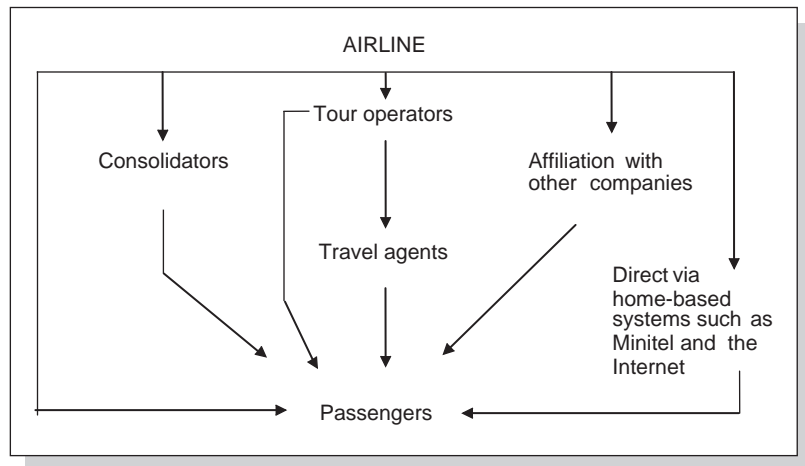 AIRLINE
Tour operators
Consolidators
Affiliation with
other companies
Travel agents
Direct via
home-based
systems such as
Minitel and the
Internet
Passengers